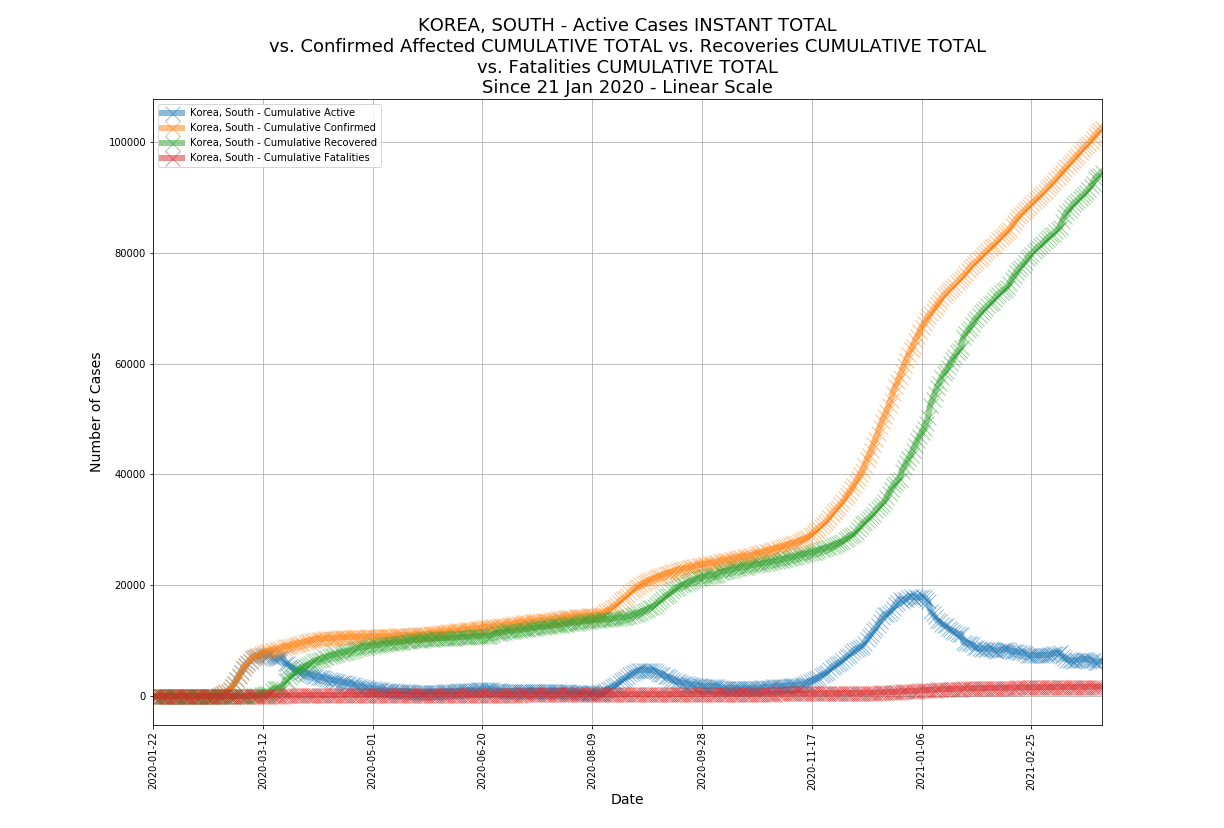 KOREA, SOUTH - Active Cases INSTANT TOTAL
vs. Confirmed Affected CUMULATIVE TOTAL vs. Recoveries CUMULATIVE TOTAL
vs. Fatalities CUMULATIVE TOTAL
Since 21 Jan 2020 - Linear Scale
Korea, South - Cumulative Active
Korea, South - Cumulative Confirmed
Korea, South - Cumulative Recovered
Korea, South - Cumulative Fatalities
Number of Cases
100000
80000
60000
40000
20000
0
2020-01-22
2020-03-12
2020-05-01
2020-06-20
2020-08-09
2020-09-28
2020-11-17
2021-01-06
2021-02-25
Date